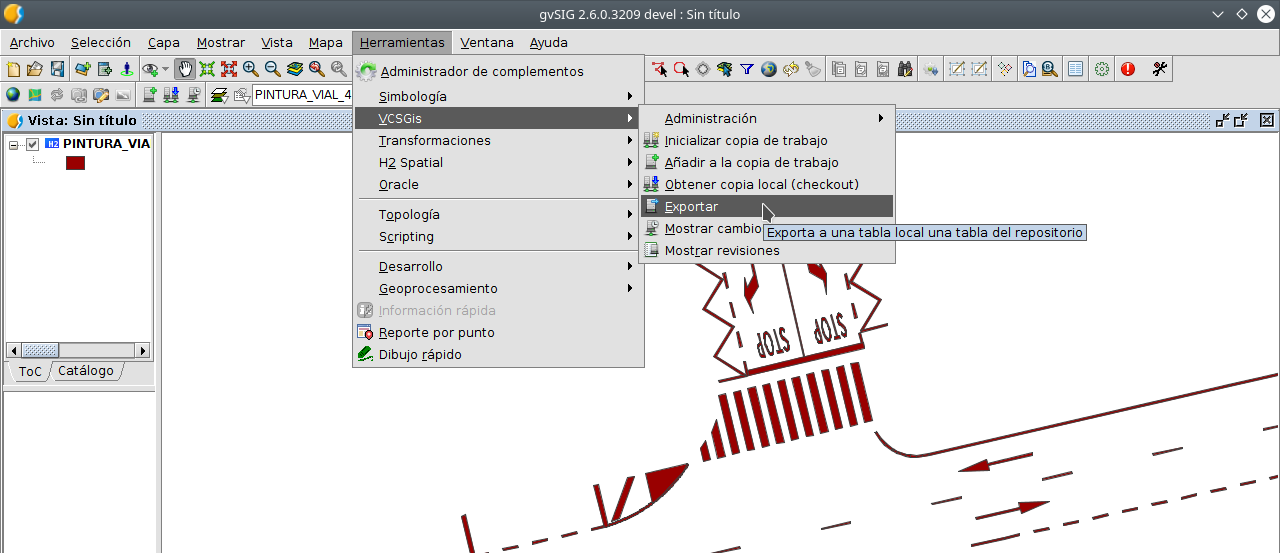 gvSIG 2.6.0.3209 devel : Sin título
Archivo Selección Capa Mostrar Vista Mapa Herramientas Ventana Ayuda
Administrador de complementos
PINTURA_VIAL_4
Simbología
Vista: Sin título
VCSGis
Administración
H2 PINTURA_VIA
Transformaciones
Inicializar copia de trabajo
H2 Spatial
Añadir a la copia de trabajo
Oracle
Obtener copia local (checkout)
Exportar
Topología
Mostrar cambio
Exporta a una tabla local una tabla del repositorio
Scripting
Mostrar revisiones
Desarrollo
Geoprocesamiento
Información rápida
Reporte por punto
Dibujo rápido
STOP STOP
ToC Catálogo